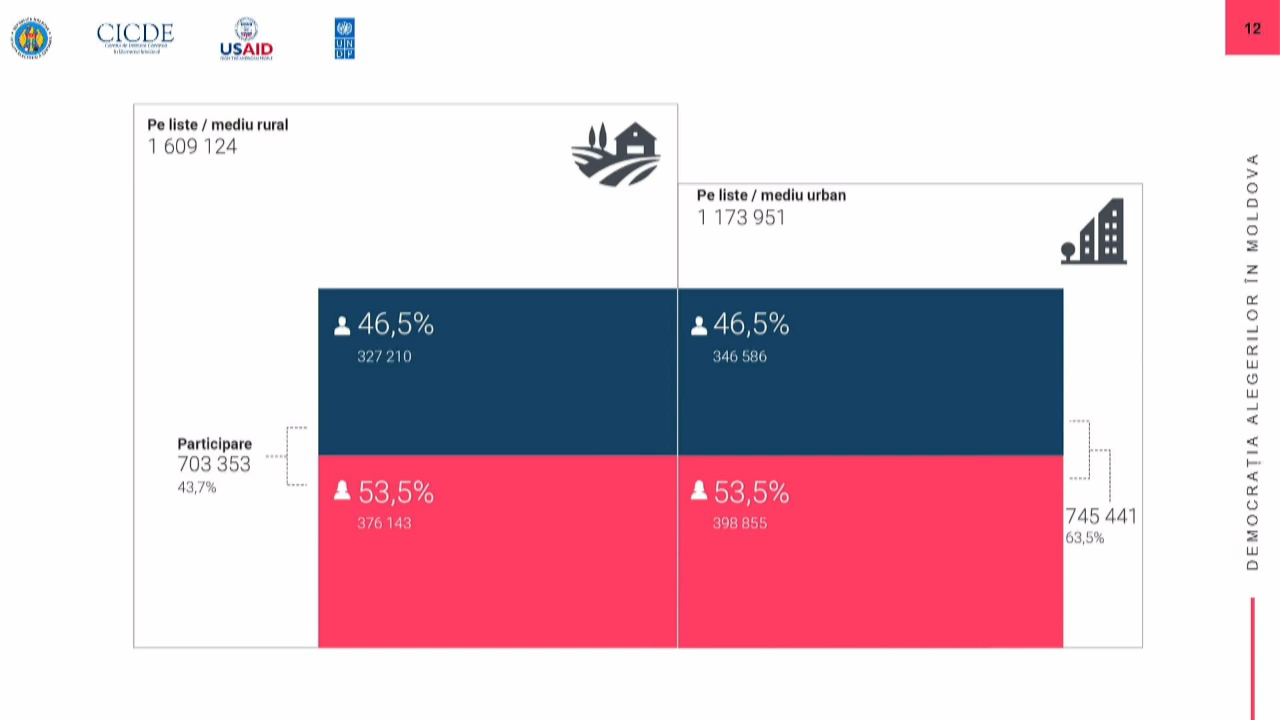 CICDE
USAID
U N
D P
12
Pe liste / mediu rural
1 609 124
Pe liste / mediu urban
1 173 951
46,5%
327 210
46,5%
346 586
Participare
703 353
43,7%
53,5%
376 143
53,5%
398 855
745 441
63,5%
DEMOCRAȚIA ALEGERILOR ÎN MOLDOVA